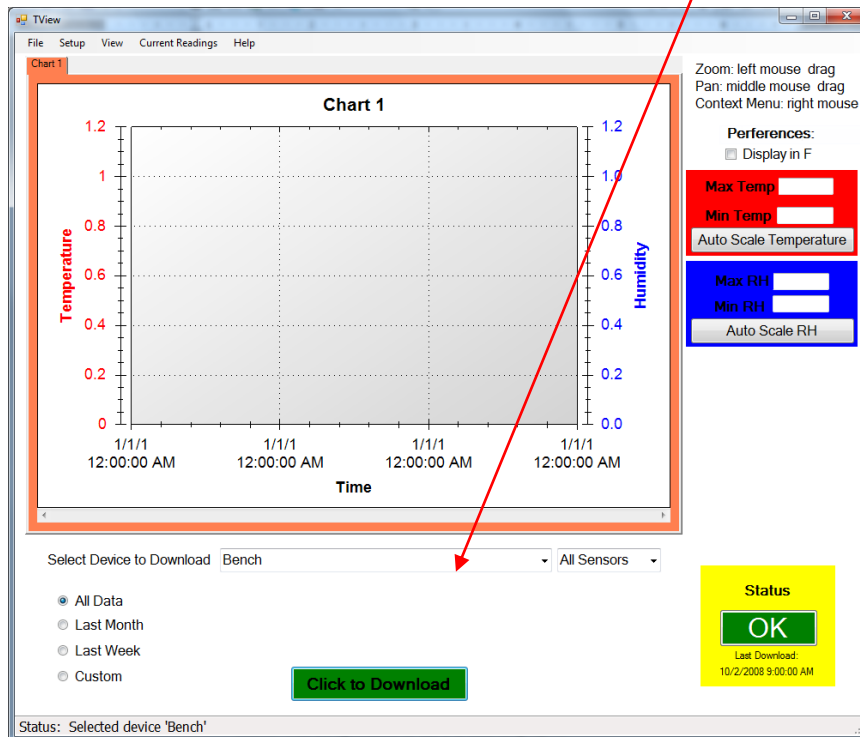 TView
File Setup View Current Readings Help
Chart 1
Zoom: left mouse drag
Pan: middle mouse drag
Context Menu: right mouse
Perferences:
Display in F
Max Temp
Min Temp
Auto Scale Temperature
Max RH
Min RH
Auto Scale RH
Chart 1
1.2 1.2
1 1.0
0.8 0.8
0.6 0.6
0.4 0.4
0.2 0.2
0 0.0
Temperature
Humidity
1/1/1 1/1/1 1/1/1 1/1/1
12:00:00 AM 12:00:00 AM 12:00:00 AM 12:00:00 AM
Time
Select Device to Download Bench All Sensors
All Data
Last Month
Last Week
Custom
Click to Download
Status
OK
Last Download:
10/2/2008 9:00:00 AM
Status: Selected device 'Bench'